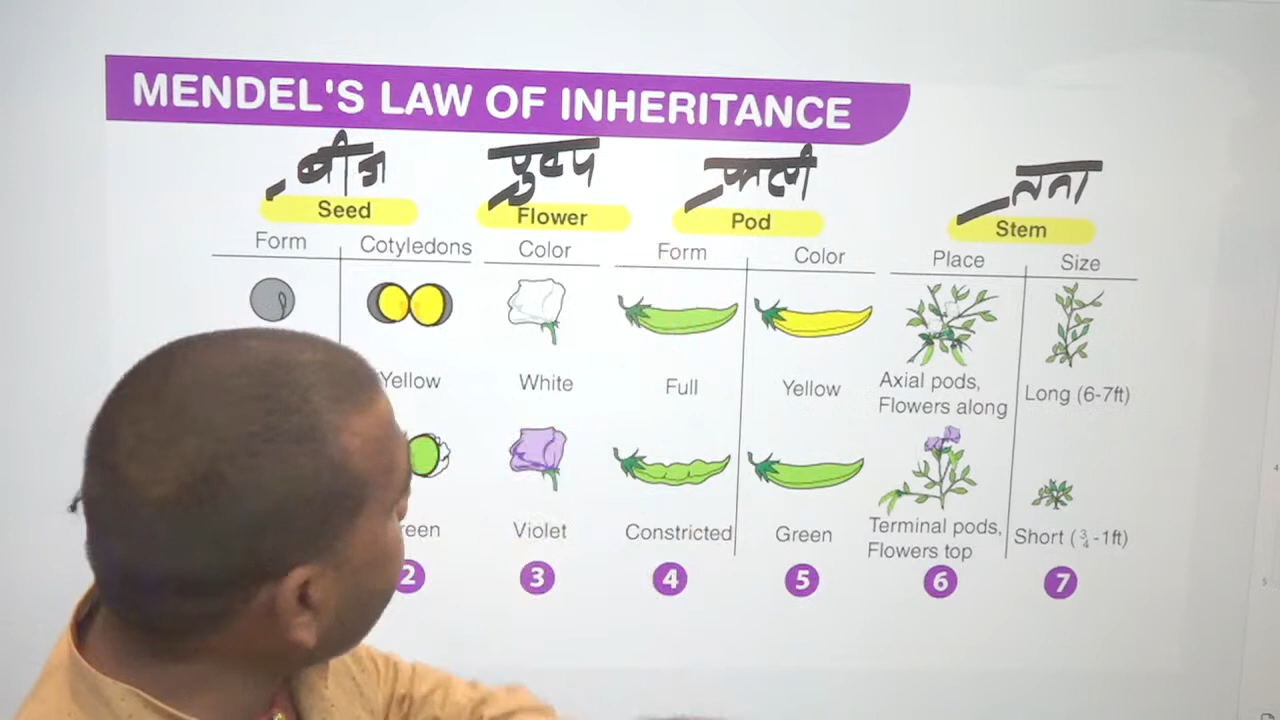 MENDEL'S LAW OF INHERITANCE
बीज पुष्प फली तना
Seed Flower Pod Stem
Form Cotyledons Color Form Color Place Size
Yellow White Full Yellow Axial pods, Flowers along Long (6-7ft)
Violet Constricted Green Terminal pods, Flowers top Short (3/4-1ft)
2 3 4 5 6 7